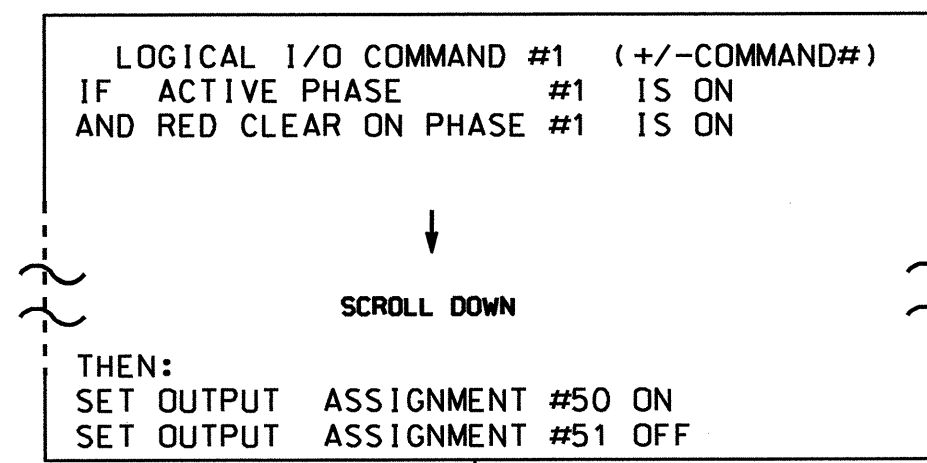 LOGICAL I/O COMMAND #1 (+/-COMMAND#)
IF ACTIVE PHASE #1 IS ON
AND RED CLEAR ON PHASE #1 IS ON
SCROLL DOWN
THEN:
SET OUTPUT ASSIGNMENT #50 ON
SET OUTPUT ASSIGNMENT #51 OFF